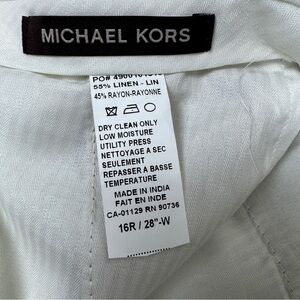 MICHAEL KORS
PO#
55% LINEN - LIN
45% RAYON-RAYONNE
DRY CLEAN ONLY
LOW MOISTURE
UTILITY PRESS
NETTOYAGE A SEC
SEULEMENT
REPASSER A BASSE
TEMPERATURE
MADE IN INDIA
FAIT EN INDE
CA-01129 RN 90736
16R / 28"-W